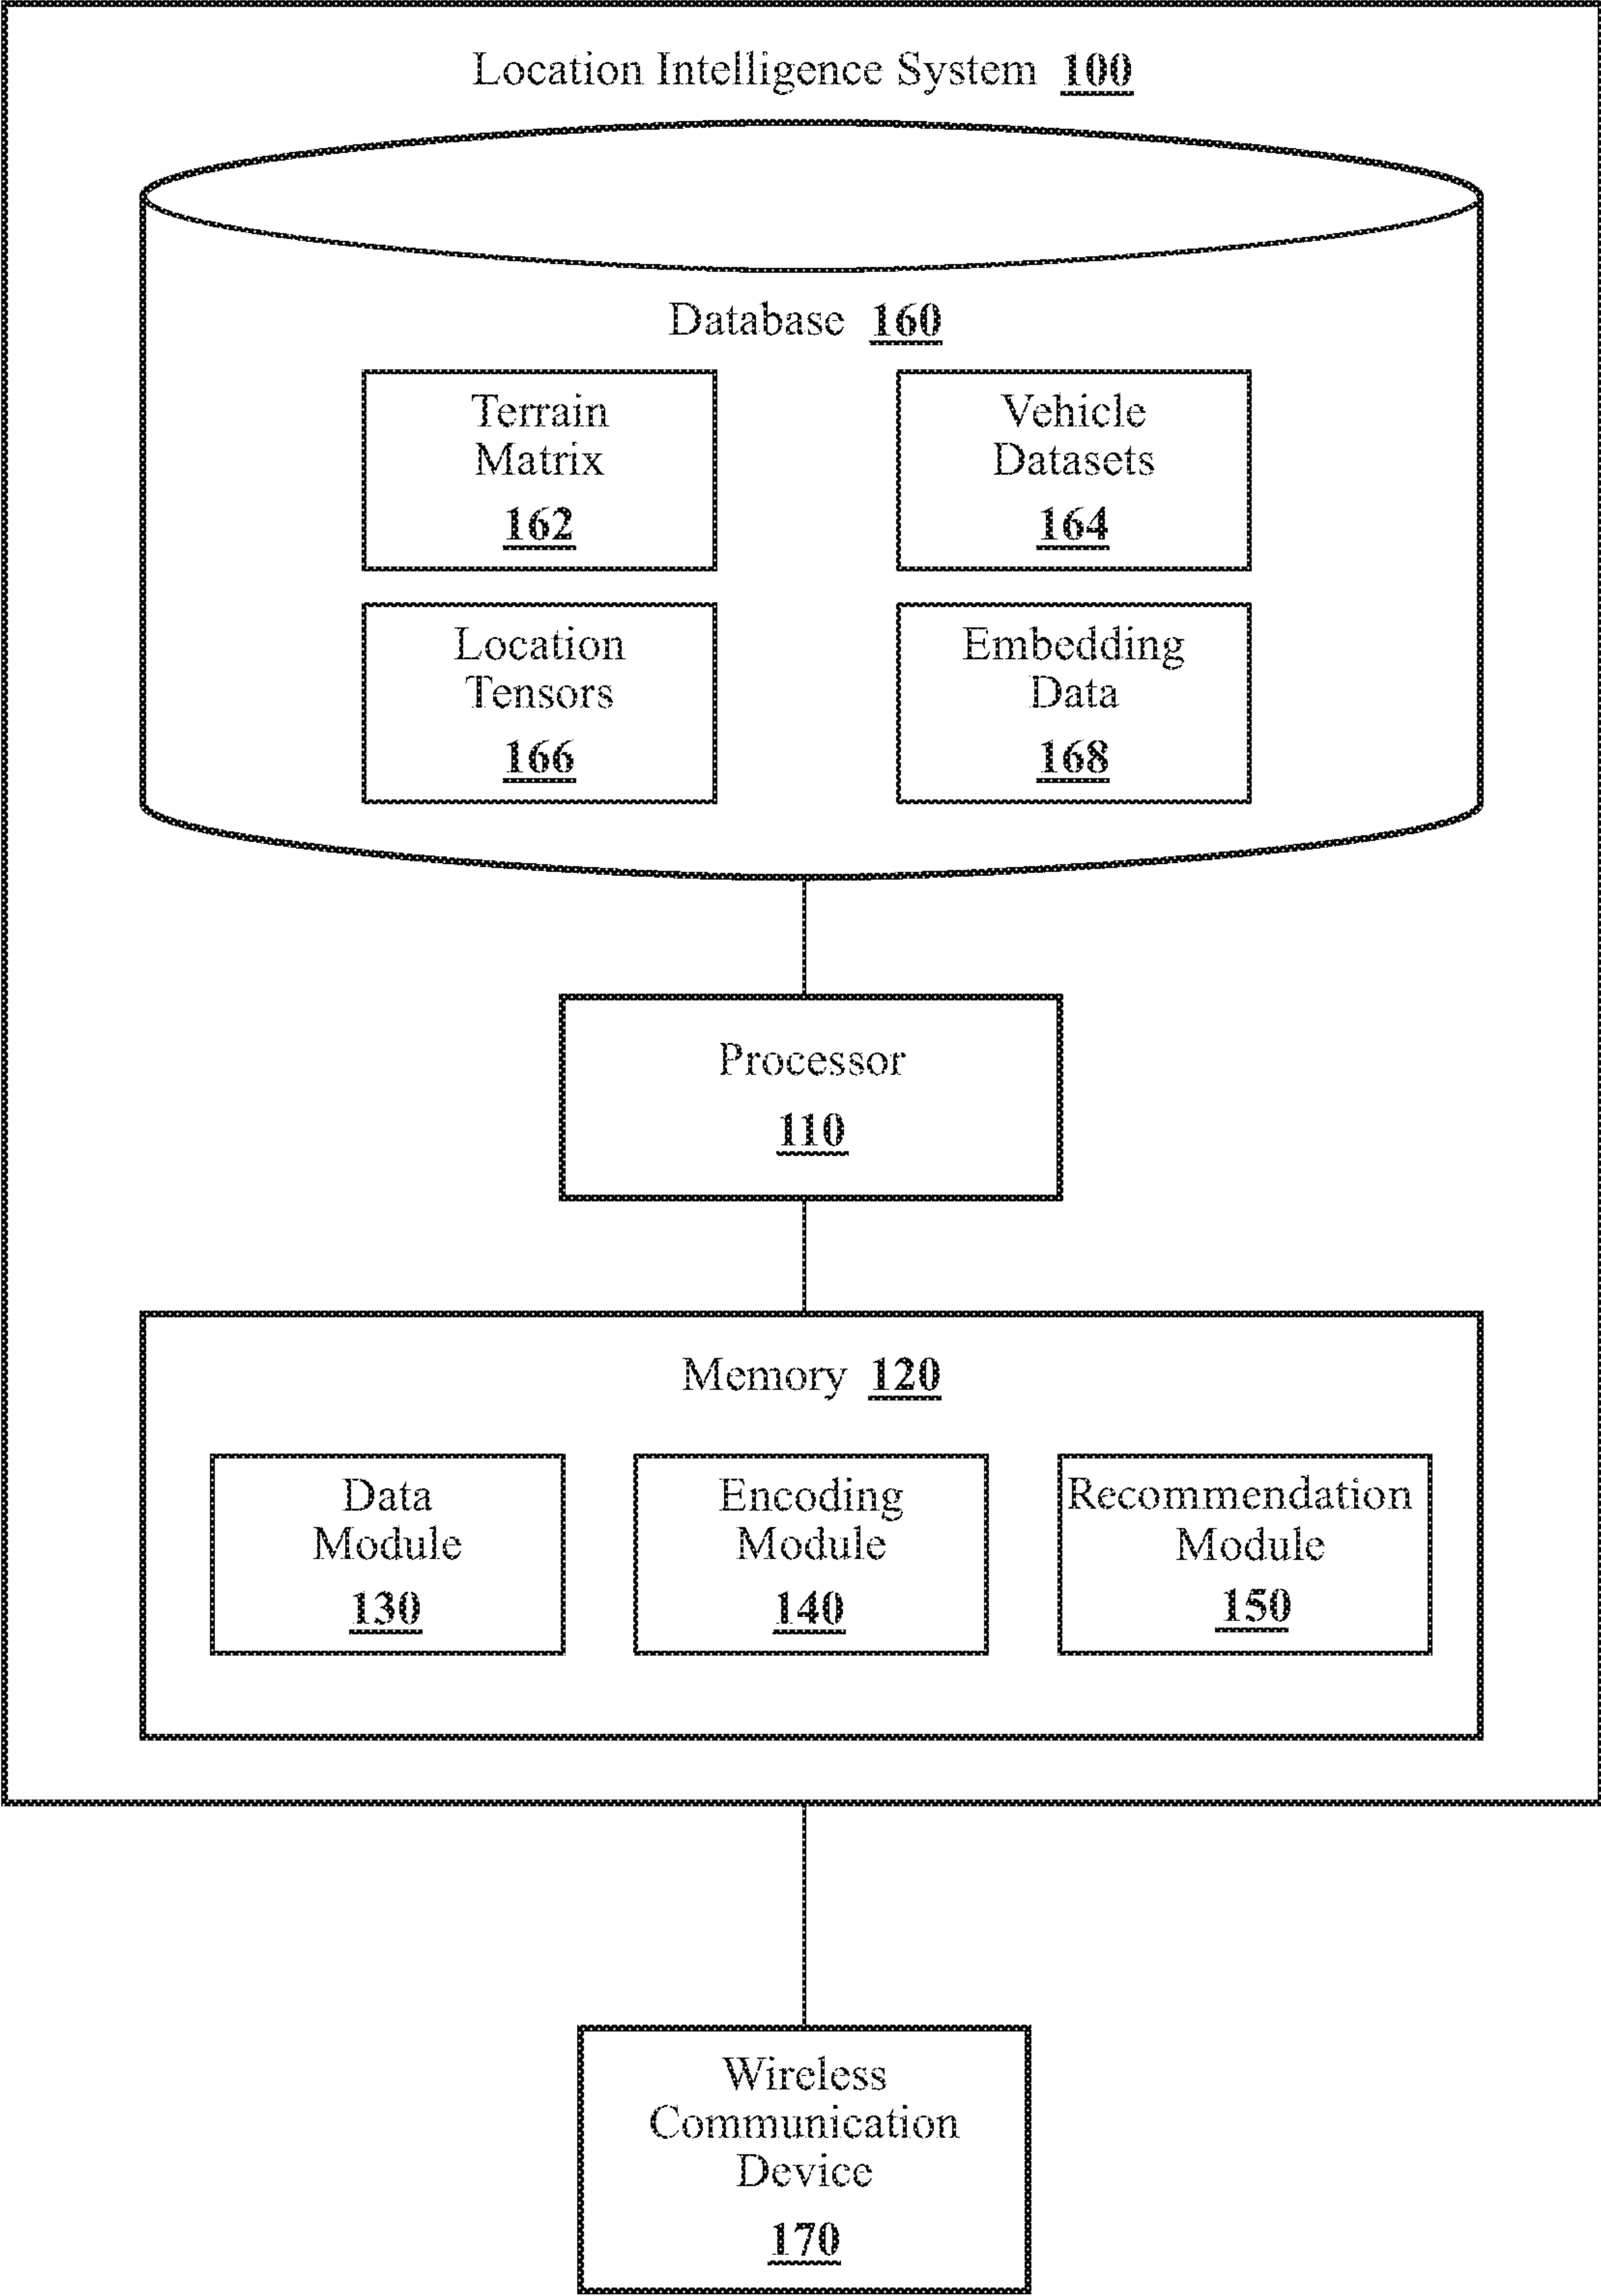 Location Intelligence System 100
Database 160
Terrain
Matrix
162
Vehicle
Datasets
164
Location
Tensors
166
Embedding
Data
168
Processor
110
Memory 120
Data
Module
130
Encoding
Module
140
Recommendation
Module
150
Wireless
Communication
Device
170